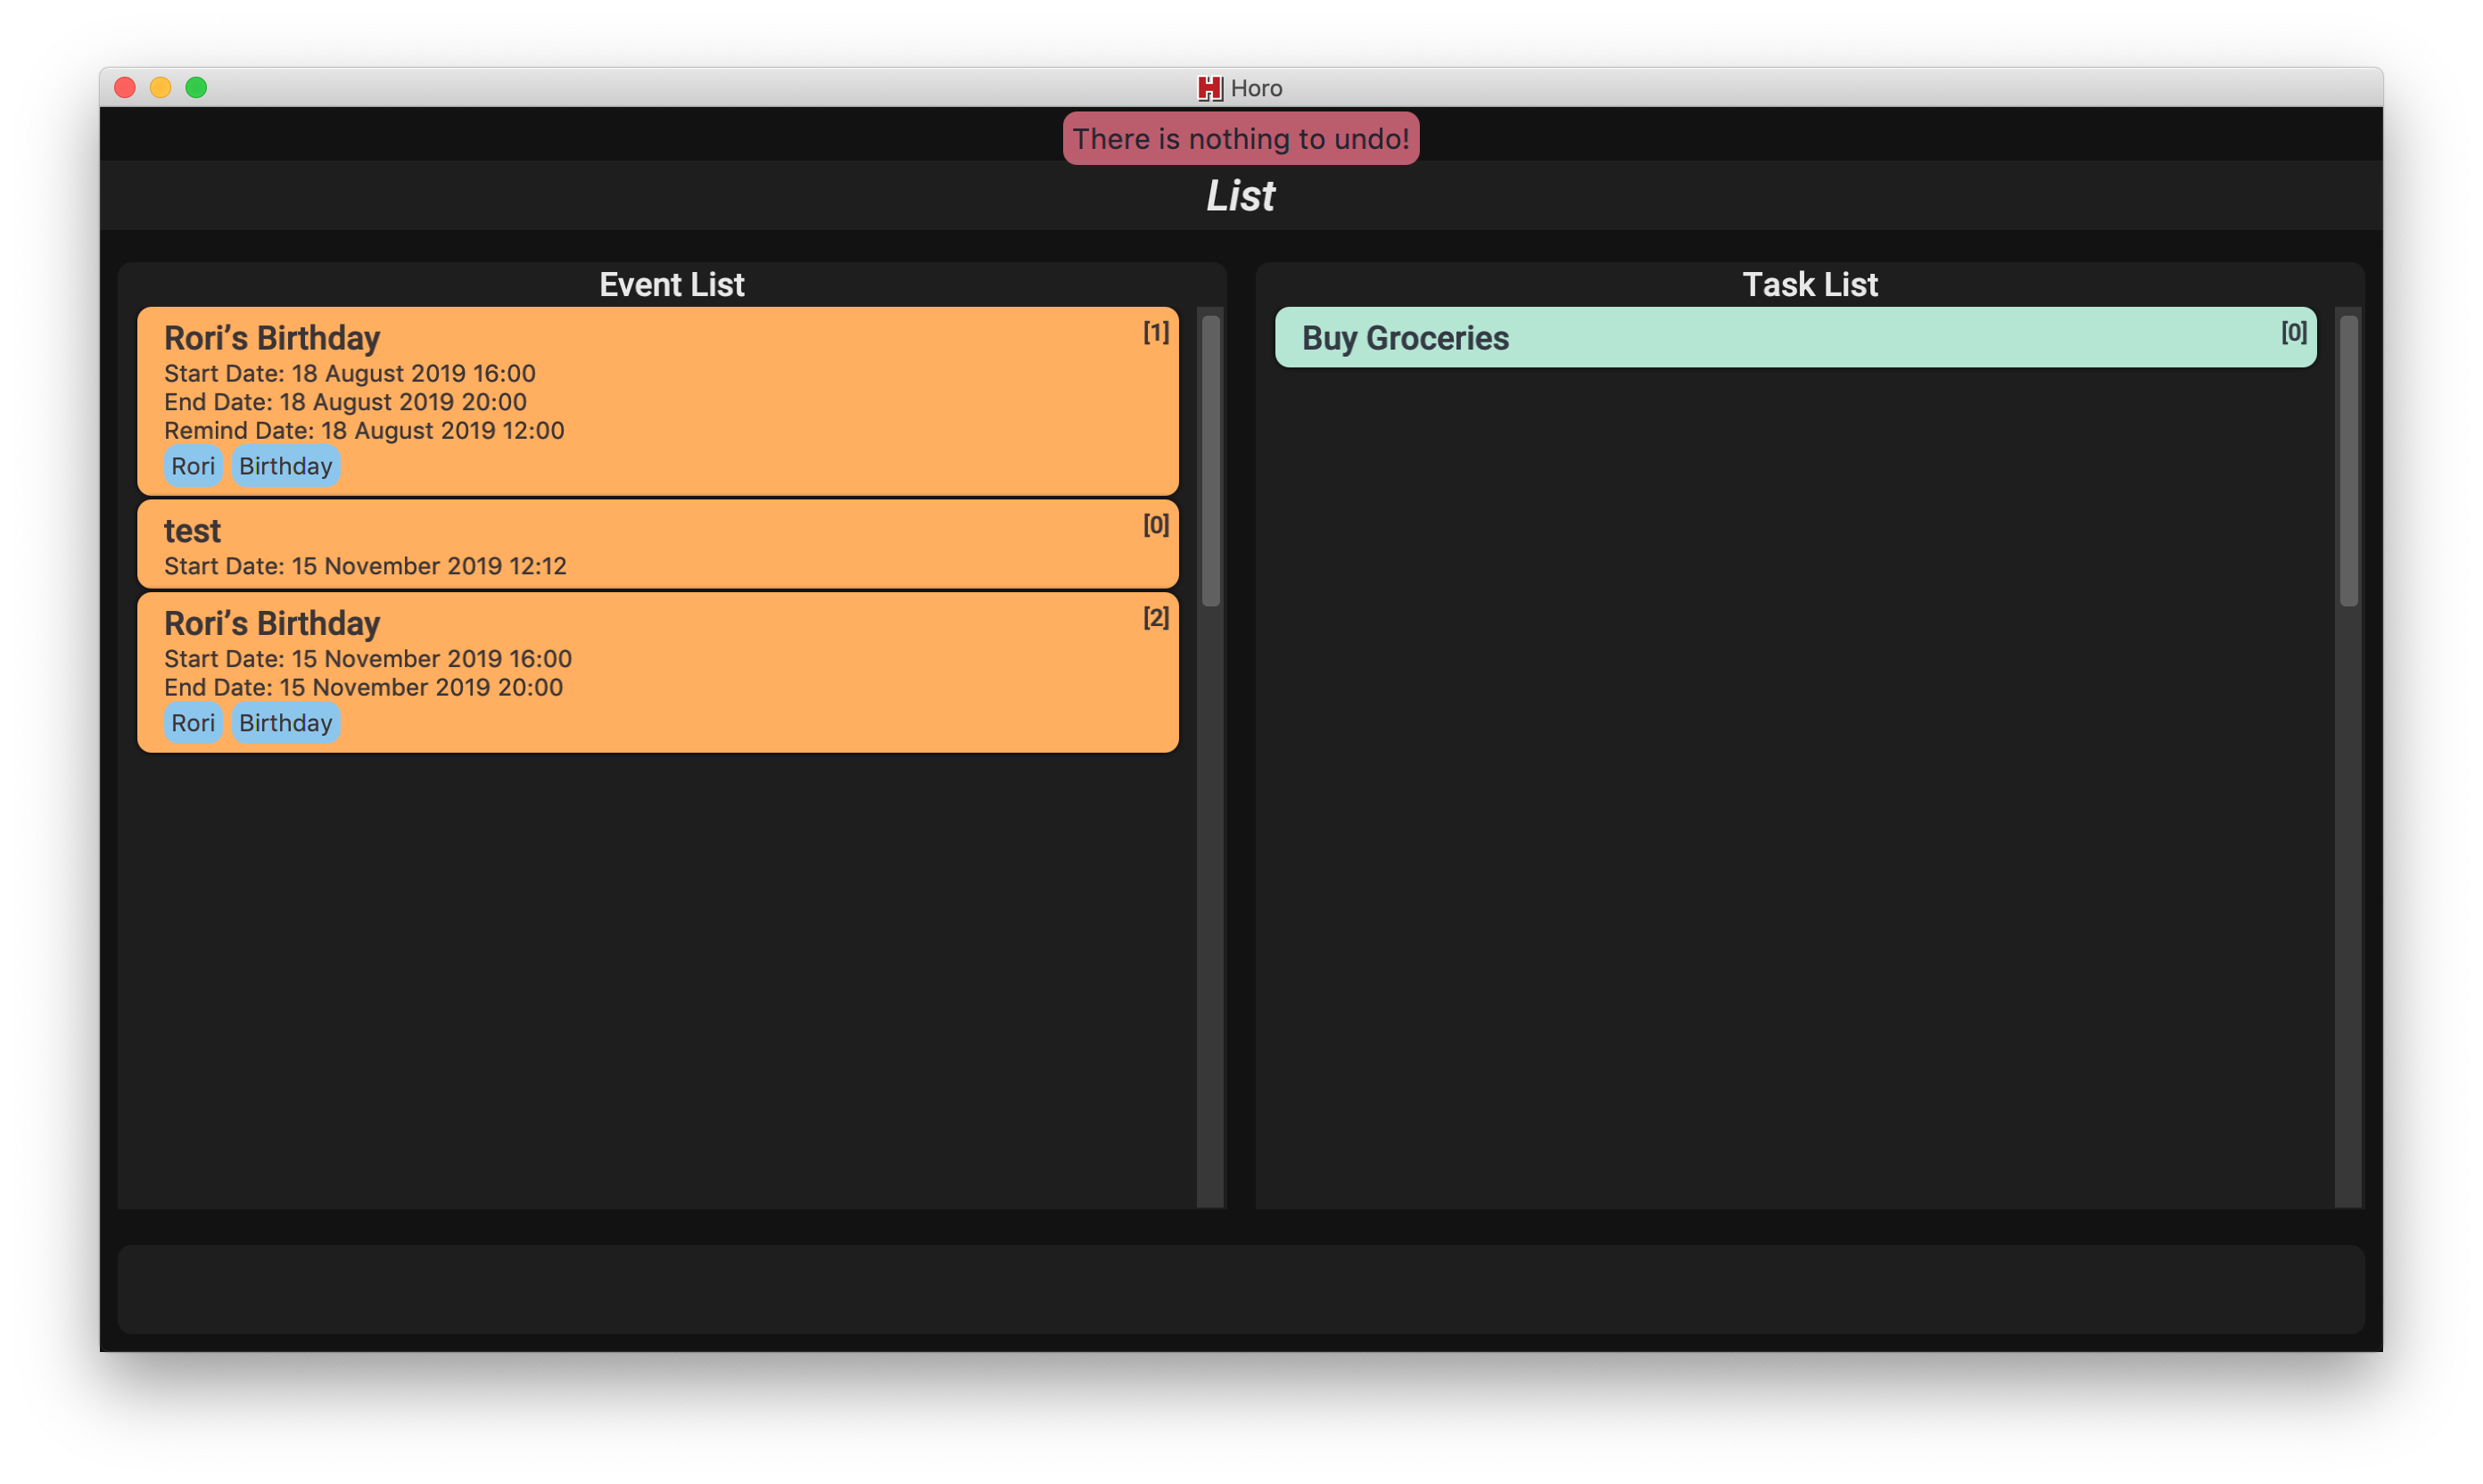 Horo
There is nothing to undo!
List
Event List
Rori’s Birthday [1]
Start Date: 18 August 2019 16:00
End Date: 18 August 2019 20:00
Remind Date: 18 August 2019 12:00
Rori Birthday
test [0]
Start Date: 15 November 2019 12:12
Rori’s Birthday [2]
Start Date: 15 November 2019 16:00
End Date: 15 November 2019 20:00
Rori Birthday
Task List
Buy Groceries [0]